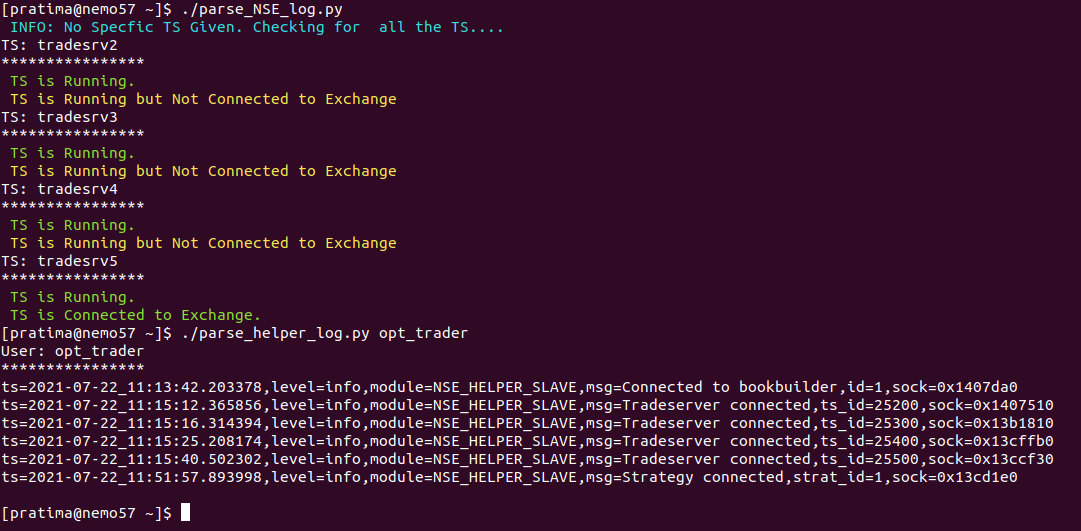 [pratima@nemo57 ~]$ ./parse_NSE_log.py
 INFO: No Specfic TS Given. Checking for  all the TS....
TS: tradesrv2
****************
 TS is Running.
 TS is Running but Not Connected to Exchange
TS: tradesrv3
****************
 TS is Running.
 TS is Running but Not Connected to Exchange
TS: tradesrv4
****************
 TS is Running.
 TS is Running but Not Connected to Exchange
TS: tradesrv5
****************
 TS is Running.
 TS is Connected to Exchange.
[pratima@nemo57 ~]$ ./parse_helper_log.py opt_trader
User: opt_trader
****************
ts=2021-07-22_11:13:42.203378,level=info,module=NSE_HELPER_SLAVE,msg=Connected to bookbuilder,id=1,sock=0x1407da0
ts=2021-07-22_11:15:12.365856,level=info,module=NSE_HELPER_SLAVE,msg=Tradeserver connected,ts_id=25200,sock=0x1407510
ts=2021-07-22_11:15:16.314394,level=info,module=NSE_HELPER_SLAVE,msg=Tradeserver connected,ts_id=25300,sock=0x13b1810
ts=2021-07-22_11:15:25.208174,level=info,module=NSE_HELPER_SLAVE,msg=Tradeserver connected,ts_id=25400,sock=0x13cffb0
ts=2021-07-22_11:15:40.502302,level=info,module=NSE_HELPER_SLAVE,msg=Tradeserver connected,ts_id=25500,sock=0x13ccf30
ts=2021-07-22_11:51:57.893998,level=info,module=NSE_HELPER_SLAVE,msg=Strategy connected,strat_id=1,sock=0x13cd1e0
[pratima@nemo57 ~]$